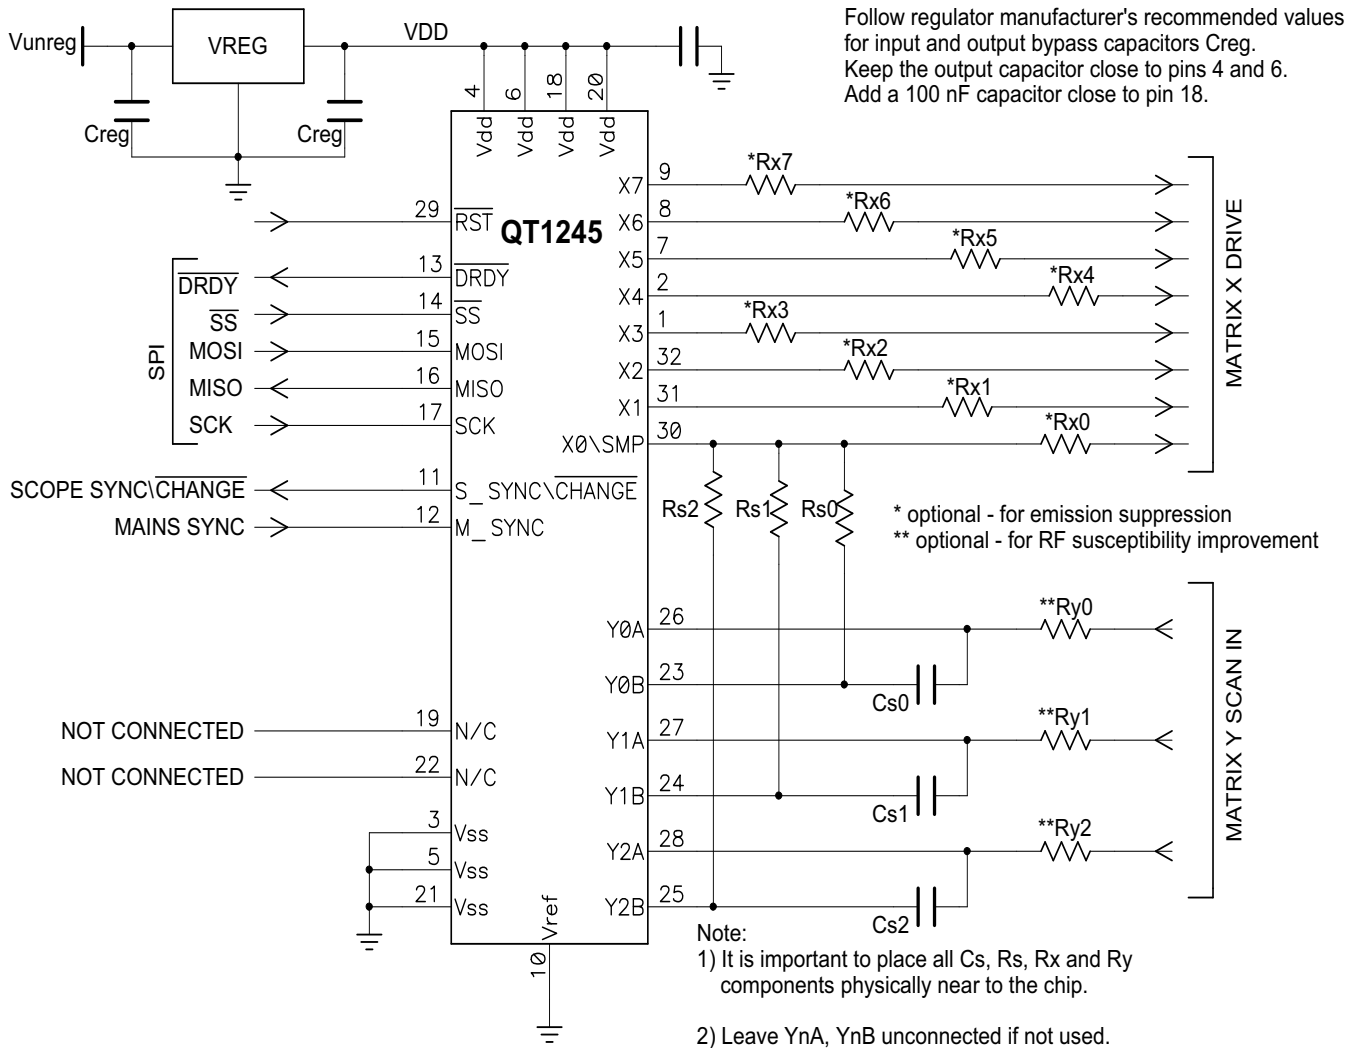 Vunreg
VREG
VDD
Creg
Creg
Follow regulator manufacturer's recommended values
for input and output bypass capacitors Creg.
Keep the output capacitor close to pins 4 and 6.
Add a 100 nF capacitor close to pin 18.
4
6
18
20
Vdd
Vdd
Vdd
Vdd
QT1245
29
RST
SPI
DRDY
13
DRDY
SS
14
SS
MOSI
15
MOSI
MISO
16
MISO
SCK
17
SCK
SCOPE SYNC\CHANGE
11
S_SYNC\CHANGE
MAINS SYNC
12
M_SYNC
NOT CONNECTED
19
N/C
NOT CONNECTED
22
N/C
3
Vss
5
Vss
21
Vss
Vref
10
X7
9
*Rx7
X6
8
*Rx6
X5
7
*Rx5
X4
2
*Rx4
X3
1
*Rx3
X2
32
*Rx2
X1
31
*Rx1
X0\SMP
30
*Rx0
MATRIX X DRIVE
Rs2
Rs1
Rs0
* optional - for emission suppression
** optional - for RF susceptibility improvement
Y0A
26
**Ry0
Y0B
23
Cs0
Y1A
27
**Ry1
Y1B
24
Cs1
Y2A
28
**Ry2
Y2B
25
Cs2
MATRIX Y SCAN IN
Note:
1) It is important to place all Cs, Rs, Rx and Ry
components physically near to the chip.
2) Leave YnA, YnB unconnected if not used.